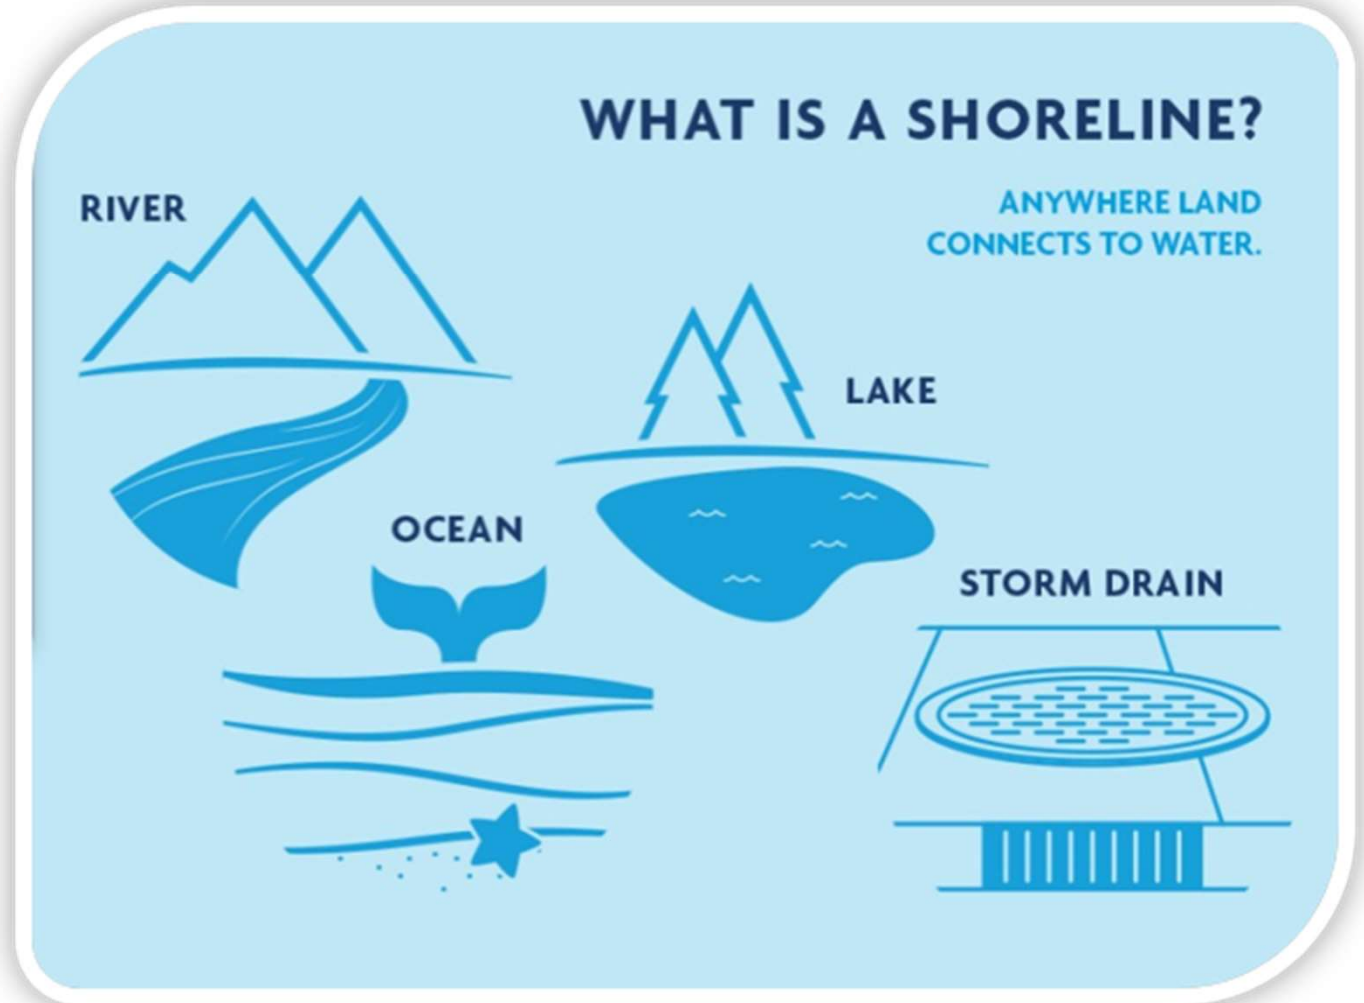 WHAT IS A SHORELINE?
ANYWHERE LAND
CONNECTS TO WATER.
RIVER
LAKE
OCEAN
STORM DRAIN